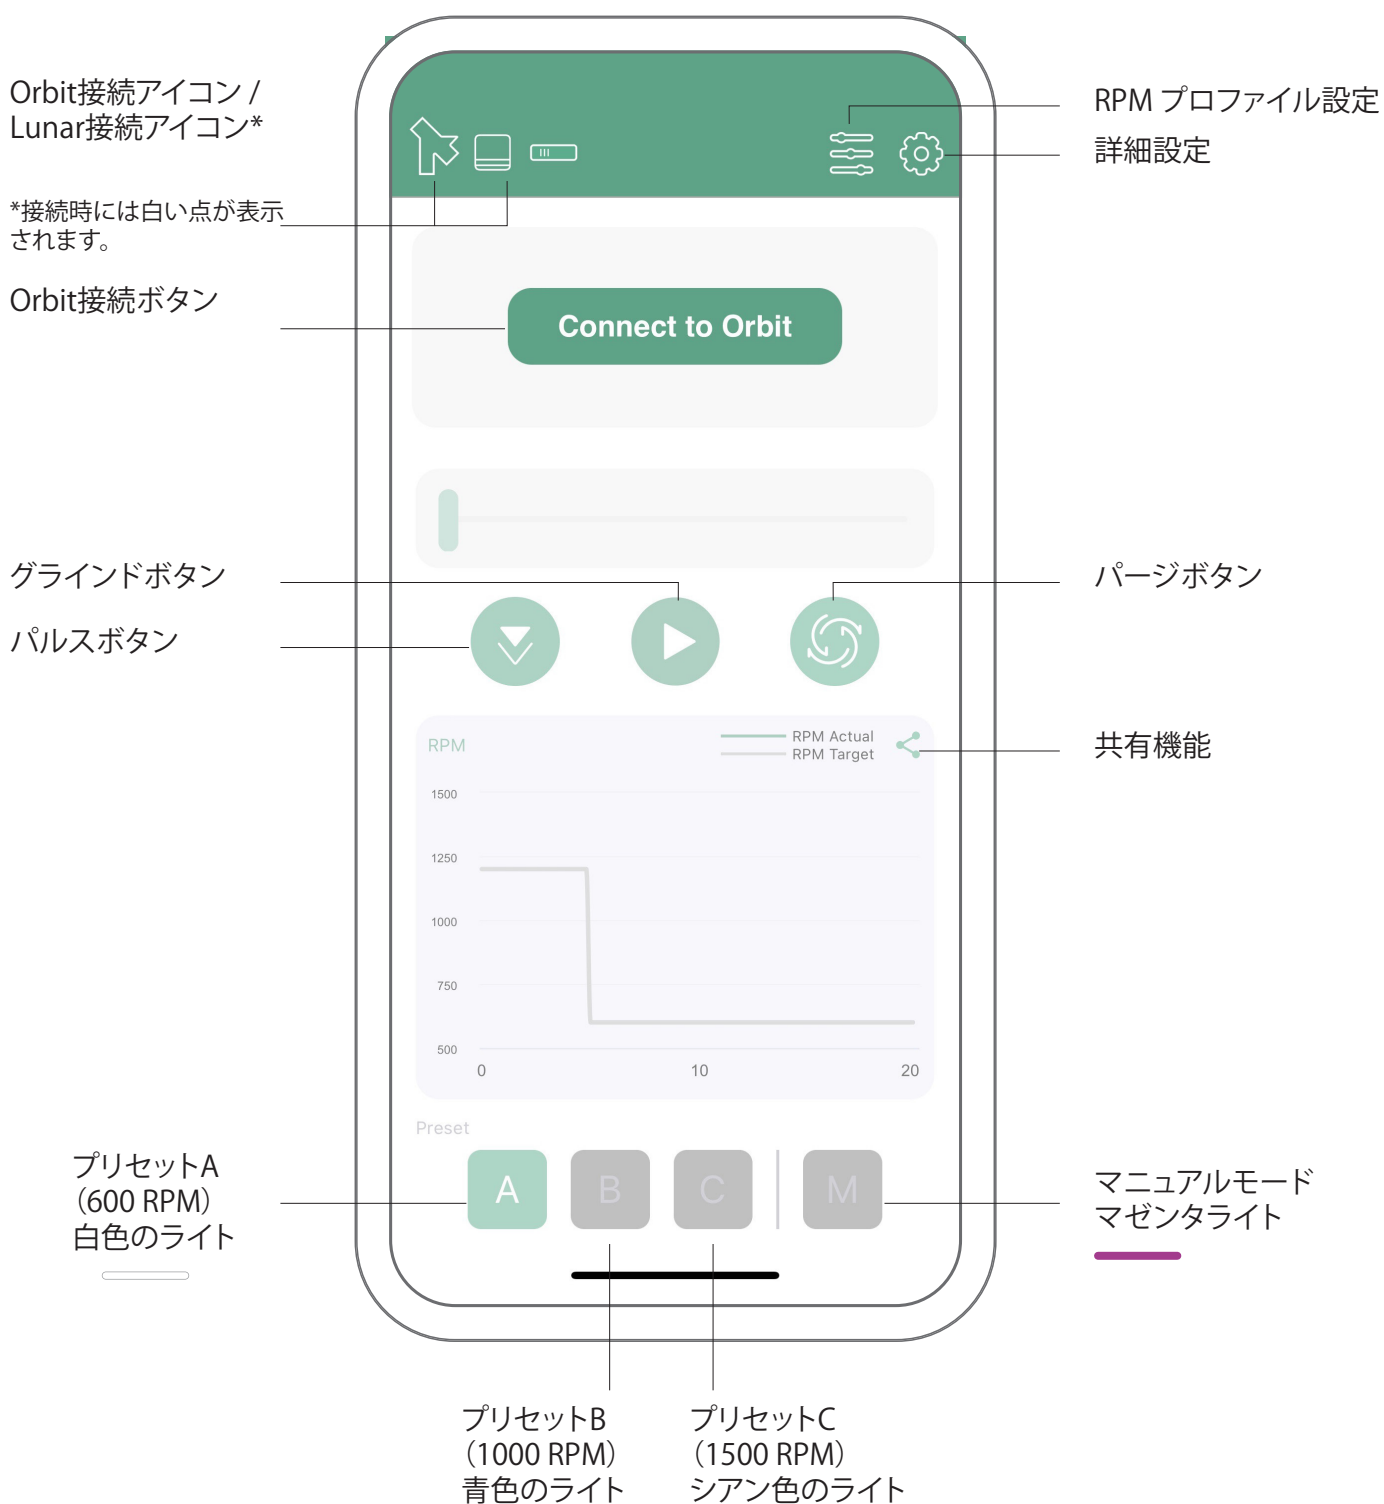 Orbit接続アイコン /
Lunar接続アイコン*
*接続時には白い点が表示
されます。
Orbit接続ボタン
RPM プロファイル設定
詳細設定
Connect to Orbit
グラインドボタン
パルスボタン
パージボタン
共有機能
RPM
RPM Actual
RPM Target
1500
1250
1000
750
500
0 10 20
Preset
A B C M
プリセットA
(600 RPM)
白色のライト
マニュアルモード
マゼンタライト
プリセットB
(1000 RPM)
青色のライト
プリセットC
(1500 RPM)
シアン色のライト